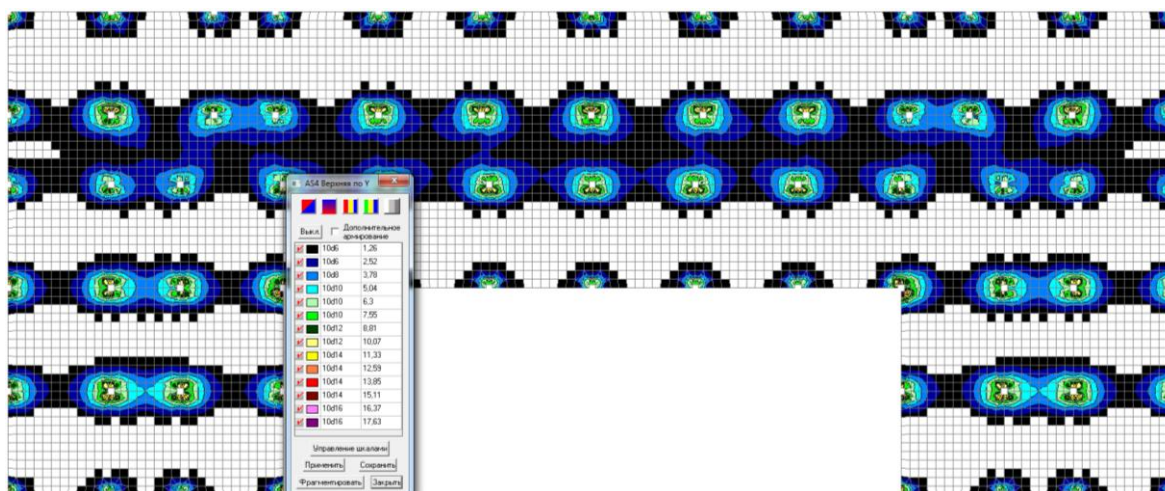 AS4 Верхняя по Y
Выкл.
Дополнительное
армирование
10d6 1,26
10d6 2,52
10d8 3,78
10d10 5,04
10d10 6,3
10d10 7,55
10d12 8,81
10d12 10,07
10d14 11,33
10d14 12,59
10d14 13,85
10d14 15,11
10d16 16,37
10d16 17,63
Управление шкалами
Применить Сохранить
Фрагментировать Закрыть